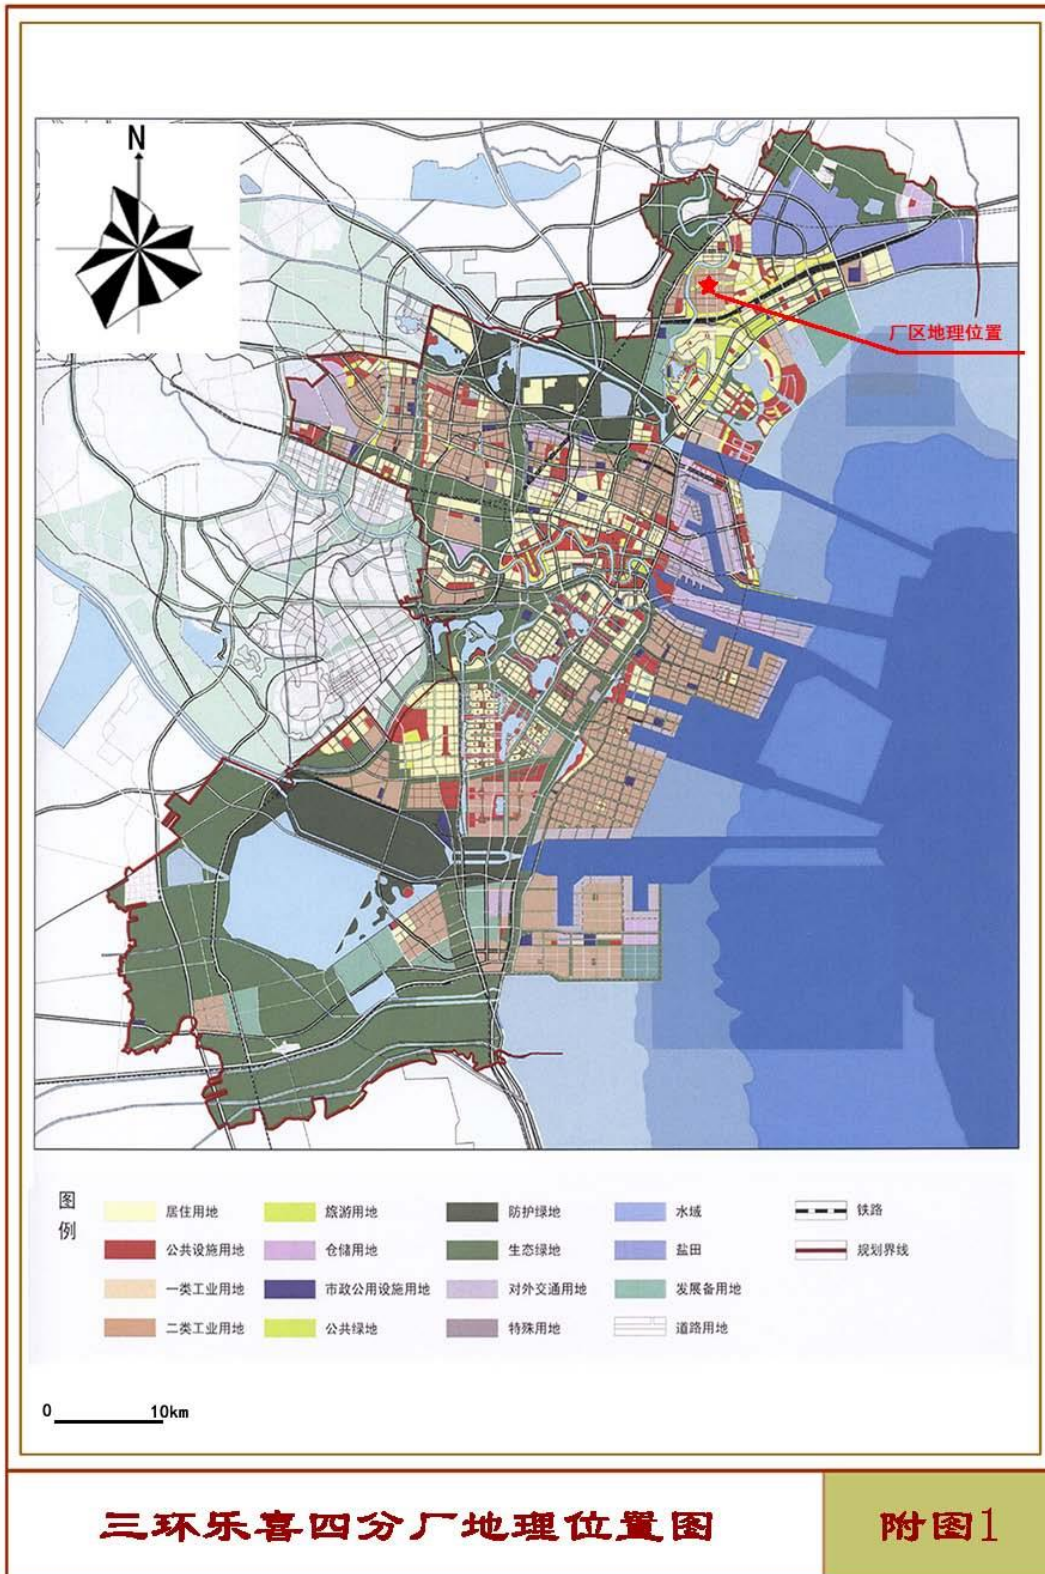 N
厂区地理位置
图例
居住用地 旅游用地 防护绿地 水域 铁路
公共设施用地 仓储用地 生态绿地 盐田 规划界线
一类工业用地 市政公用设施用地 对外交通用地 发展备用地
二类工业用地 公共绿地 特殊用地 道路用地
0 10km
三环乐喜四分厂地理位置图 附图1